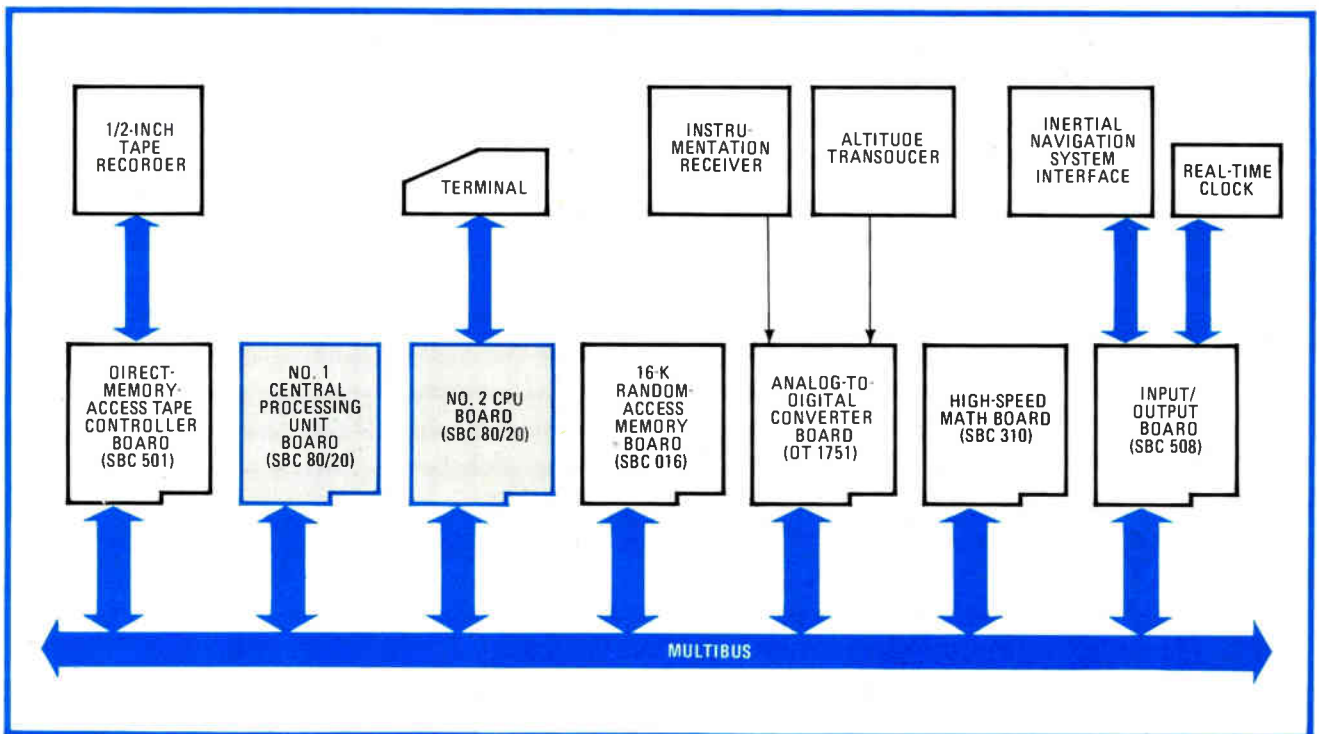 1/2-INCH
TAPE
RECORDER
TERMINAL
INSTRU-
MENTATION
RECEIVER
ALTITUDE
TRANSOUCER
INERTIAL
NAVIGATION
SYSTEM
INTERFACE
REAL-TIME
CLOCK
DIRECT-
MEMORY-
ACCESS TAPE
CONTROLLER
BOARD
(SBC 501)
NO. 1
CENTRAL
PROCESSING
UNIT
BOARD
(SBC 80/20)
NO. 2 CPU
BOARD
(SBC 80/20)
16-K
RANDOM-
ACCESS
MEMORY
BOARD
(SBC 016)
ANALOG-TO-
DIGITAL
CONVERTER
BOARD
(OT 1751)
HIGH-SPEED
MATH BOARD
(SBC 310)
INPUT/
OUTPUT
BOARD
(SBC 508)
MULTIBUS